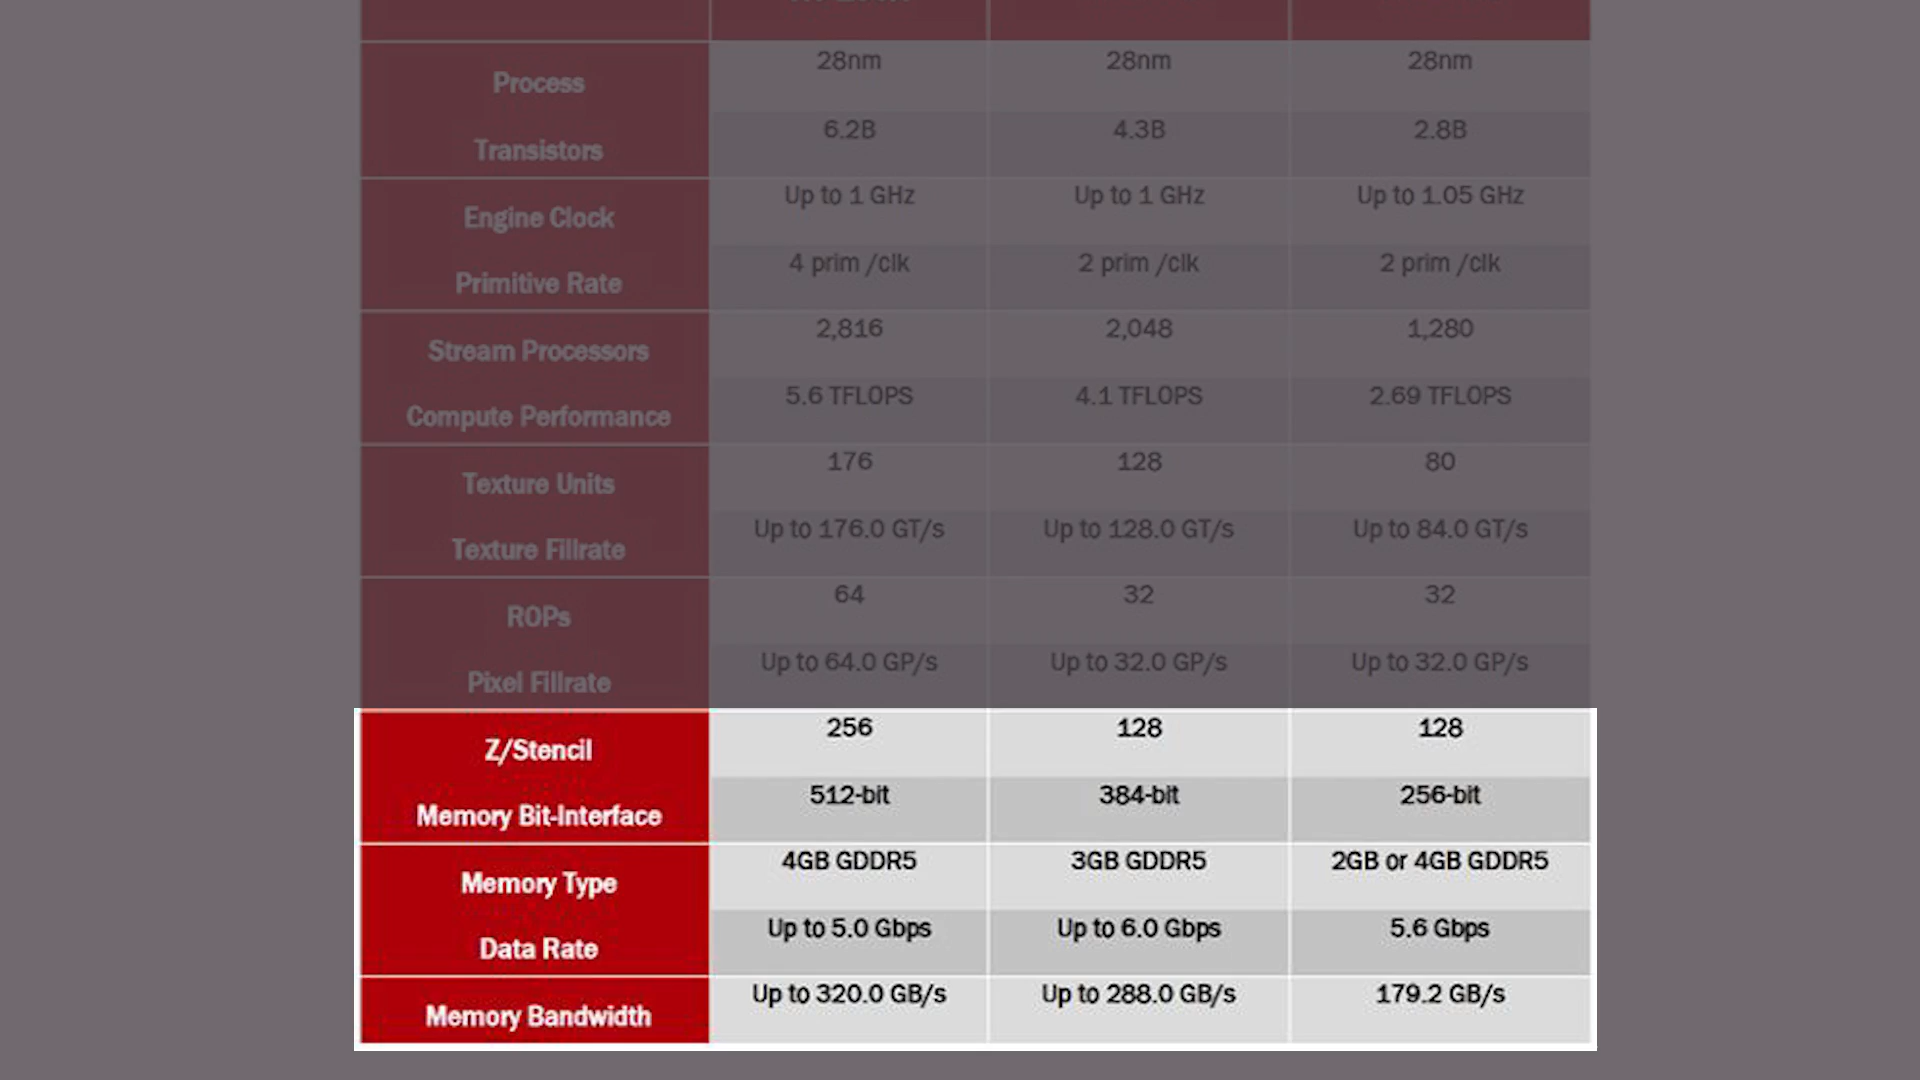 Process 28nm 28nm 28nm
Transistors 6.2B 4.3B 2.8B
Engine Clock Up to 1 GHz Up to 1 GHz Up to 1.05 GHz
Primitive Rate 4 prim /clk 2 prim /clk 2 prim /clk
Stream Processors 2,816 2,048 1,280
Compute Performance 5.6 TFLOPS 4.1 TFLOPS 2.69 TFLOPS
Texture Units 176 128 80
Texture Fillrate Up to 176.0 GT/s Up to 128.0 GT/s Up to 84.0 GT/s
ROPs 64 32 32
Pixel Fillrate Up to 64.0 GP/s Up to 32.0 GP/s Up to 32.0 GP/s
Z/Stencil 256 128 128
Memory Bit-Interface 512-bit 384-bit 256-bit
Memory Type 4GB GDDR5 3GB GDDR5 2GB or 4GB GDDR5
Data Rate Up to 5.0 Gbps Up to 6.0 Gbps 5.6 Gbps
Memory Bandwidth Up to 320.0 GB/s Up to 288.0 GB/s 179.2 GB/s